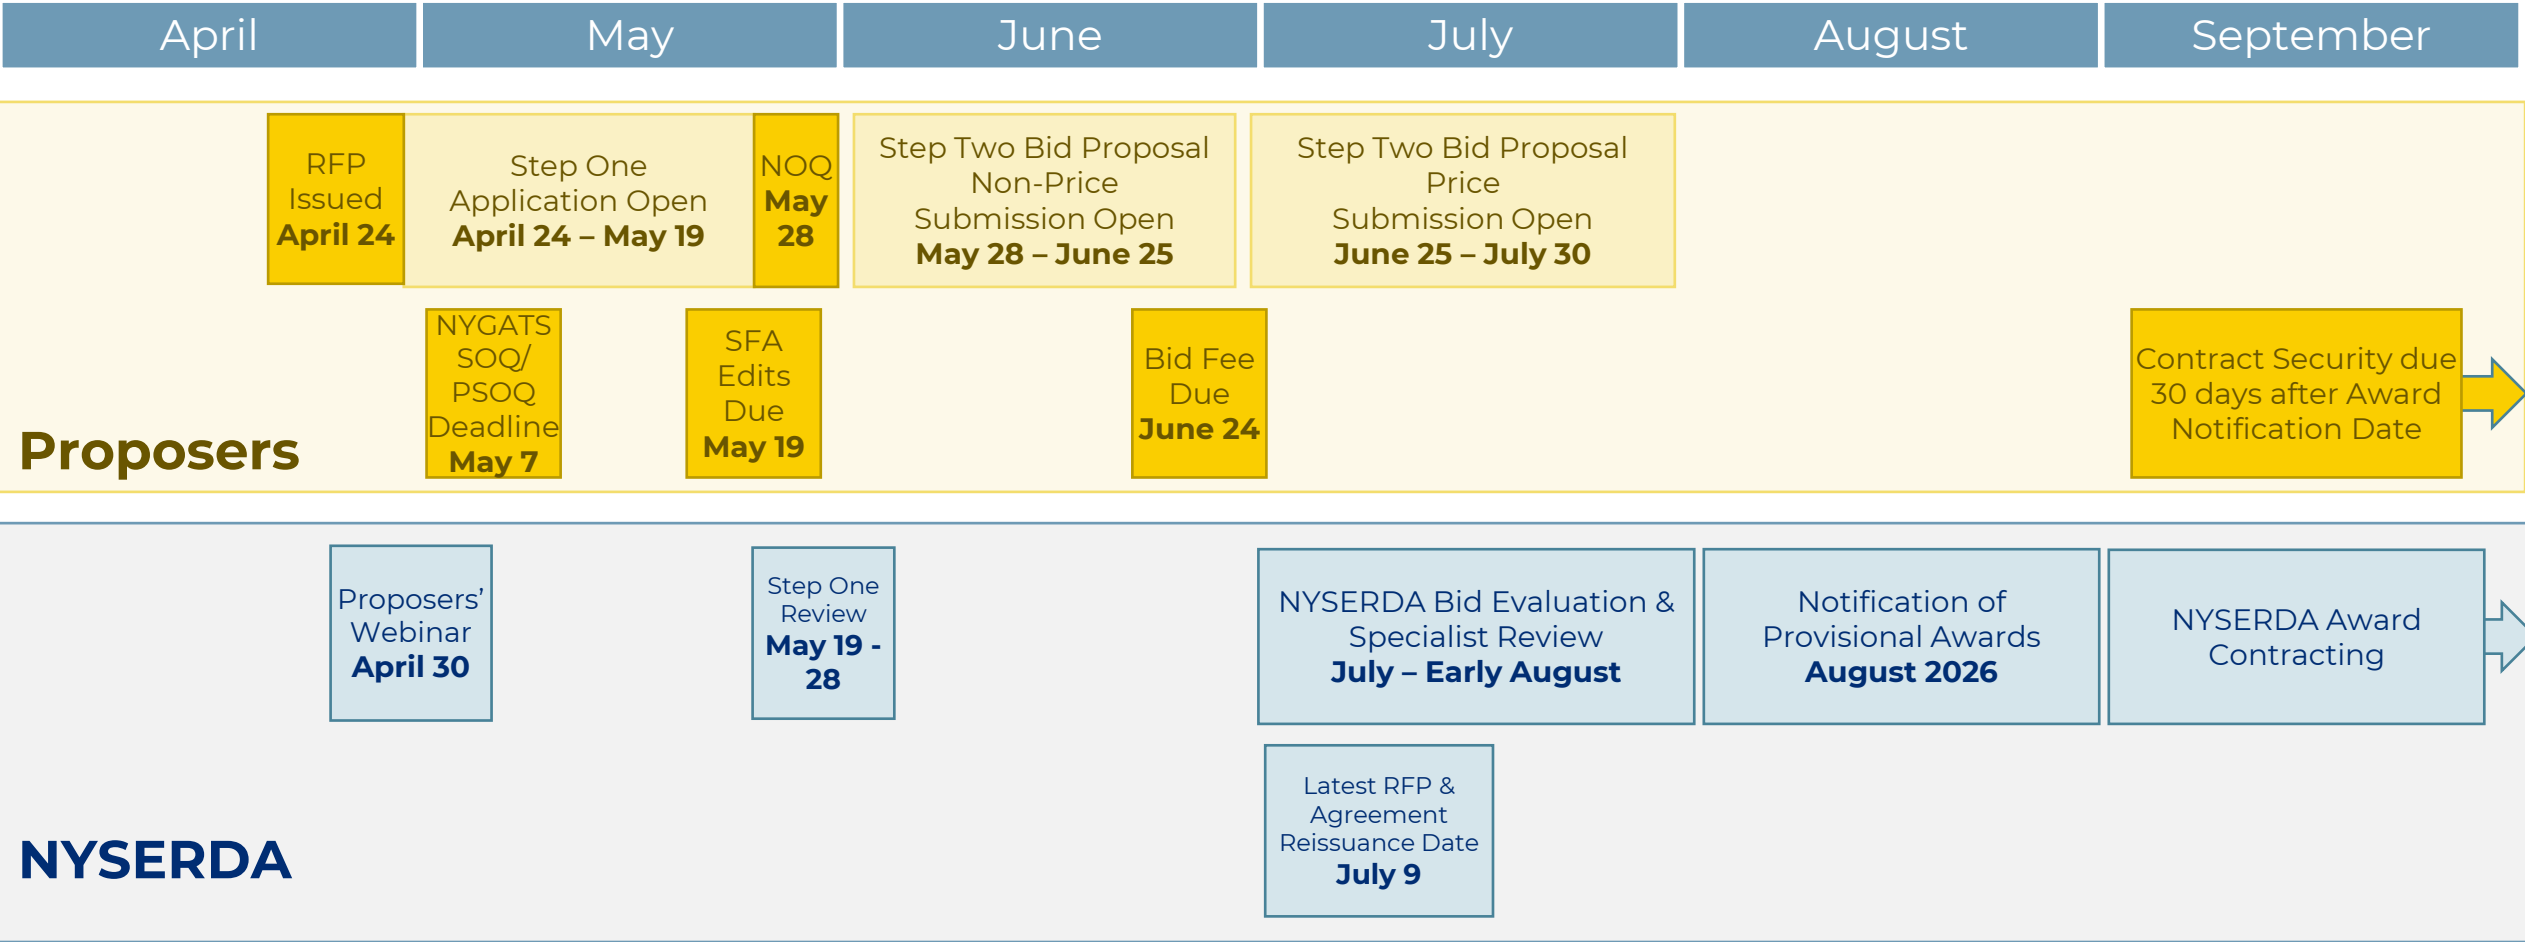 April
May
June
July
August
September
RFP
Issued
April 24
Step One
Application Open
April 24 – May 19
NOQ
May
28
Step Two Bid Proposal
Non-Price
Submission Open
May 28 – June 25
Step Two Bid Proposal
Price
Submission Open
June 25 – July 30
NYGATS
SOQ/
PSOQ
Deadline
May 7
SFA
Edits
Due
May 19
Bid Fee
Due
June 24
Contract Security due
30 days after Award
Notification Date
Proposers
Proposers’
Webinar
April 30
Step One
Review
May 19 -
28
NYSERDA Bid Evaluation &
Specialist Review
July – Early August
Notification of
Provisional Awards
August 2026
NYSERDA Award
Contracting
Latest RFP &
Agreement
Reissuance Date
July 9
NYSERDA